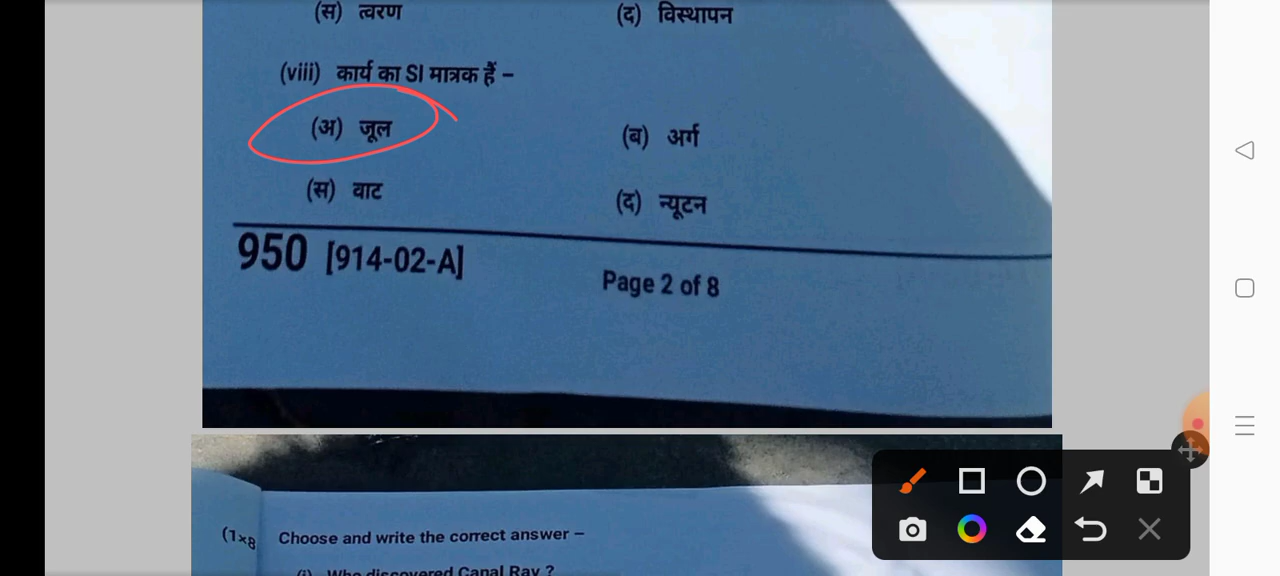 (स) त्वरण (द) विस्थापन
(viii) कार्य का SI मात्रक हैं –
(अ) जूल (ब) अर्ग
(स) वाट (द) न्यूटन
950 [914-02-A] Page 2 of 8
(1×8 Choose and write the correct answer –
(i) Who discovered Canal Ray ?